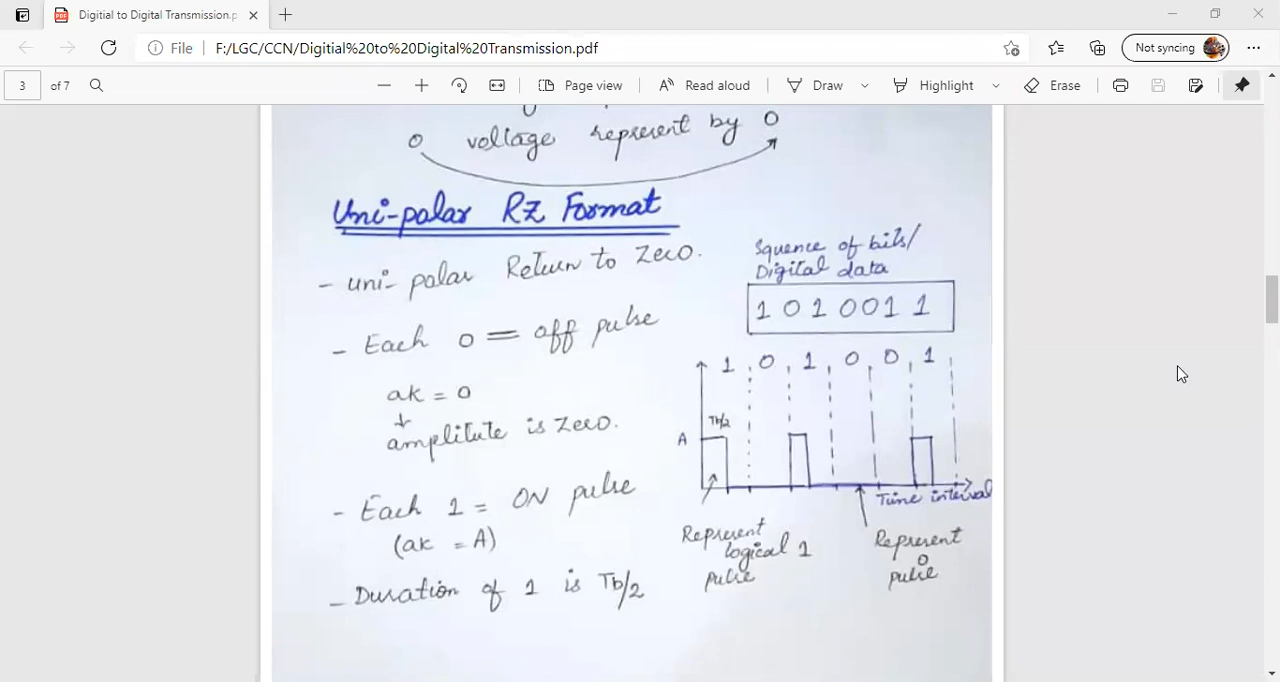 Digitial to Digital Transmission.p
File F:/LGC/CCN/Digitial%20to%20Digital%20Transmission.pdf
Not syncing
3 of 7
Page view
Read aloud
Draw
Highlight
Erase
0 voltage represent by 0
Uni-polar RZ Format
- uni-polar Return to Zero.
Squence of bits/
Digital data
1 0 1 0 0 1 1
- Each 0 = off pulse
1 0 1 0 0 1
ak = 0
Tb/2
amplitute is Zero.
A
- Each 1 = ON pulse
Time interval
(ak = A)
Represent
logical 1
pulse
Represent
0
pulse
- Duration of 1 is Tb/2